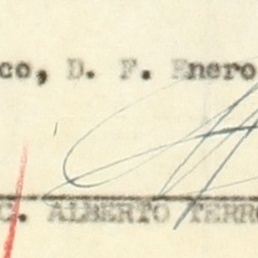 co, D. F. Enero
C. ALBERTO TERRO